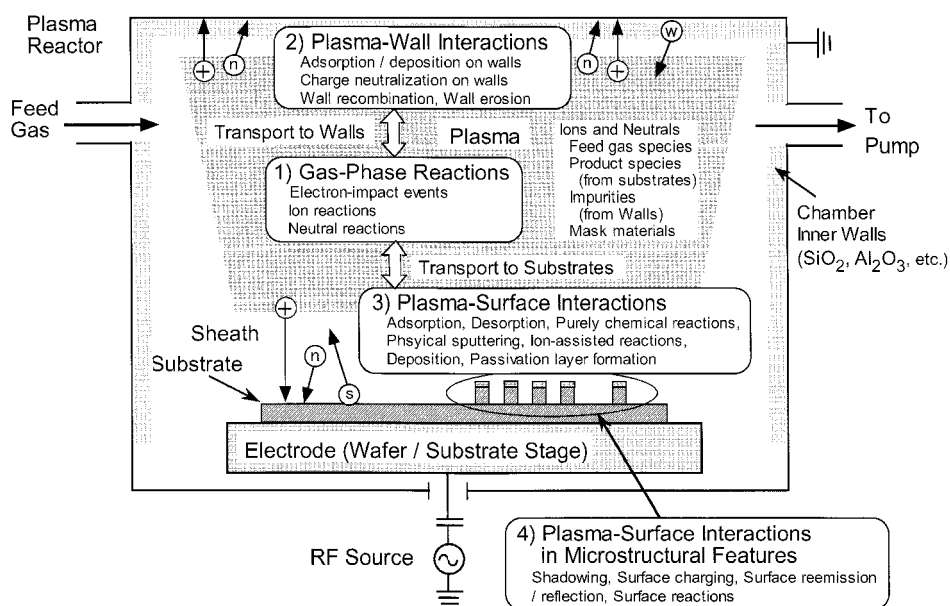 Plasma
Reactor
2) Plasma-Wall Interactions
Adsorption / deposition on walls
Charge neutralization on walls
Wall recombination, Wall erosion
+
n
n
+
w
Feed
Gas
Transport to Walls
Plasma
Ions and Neutrals
Feed gas species
Product species
(from substrates)
Impurities
(from Walls)
Mask materials
To
Pump
1) Gas-Phase Reactions
Electron-impact events
Ion reactions
Neutral reactions
Chamber
Inner Walls
(SiO2, Al2O3, etc.)
Transport to Substrates
3) Plasma-Surface Interactions
Adsorption, Desorption, Purely chemical reactions,
Phsyical sputtering, Ion-assisted reactions,
Deposition, Passivation layer formation
+
Sheath
Substrate
n
s
Electrode (Wafer / Substrate Stage)
RF Source
4) Plasma-Surface Interactions
in Microstructural Features
Shadowing, Surface charging, Surface reemission
/ reflection, Surface reactions